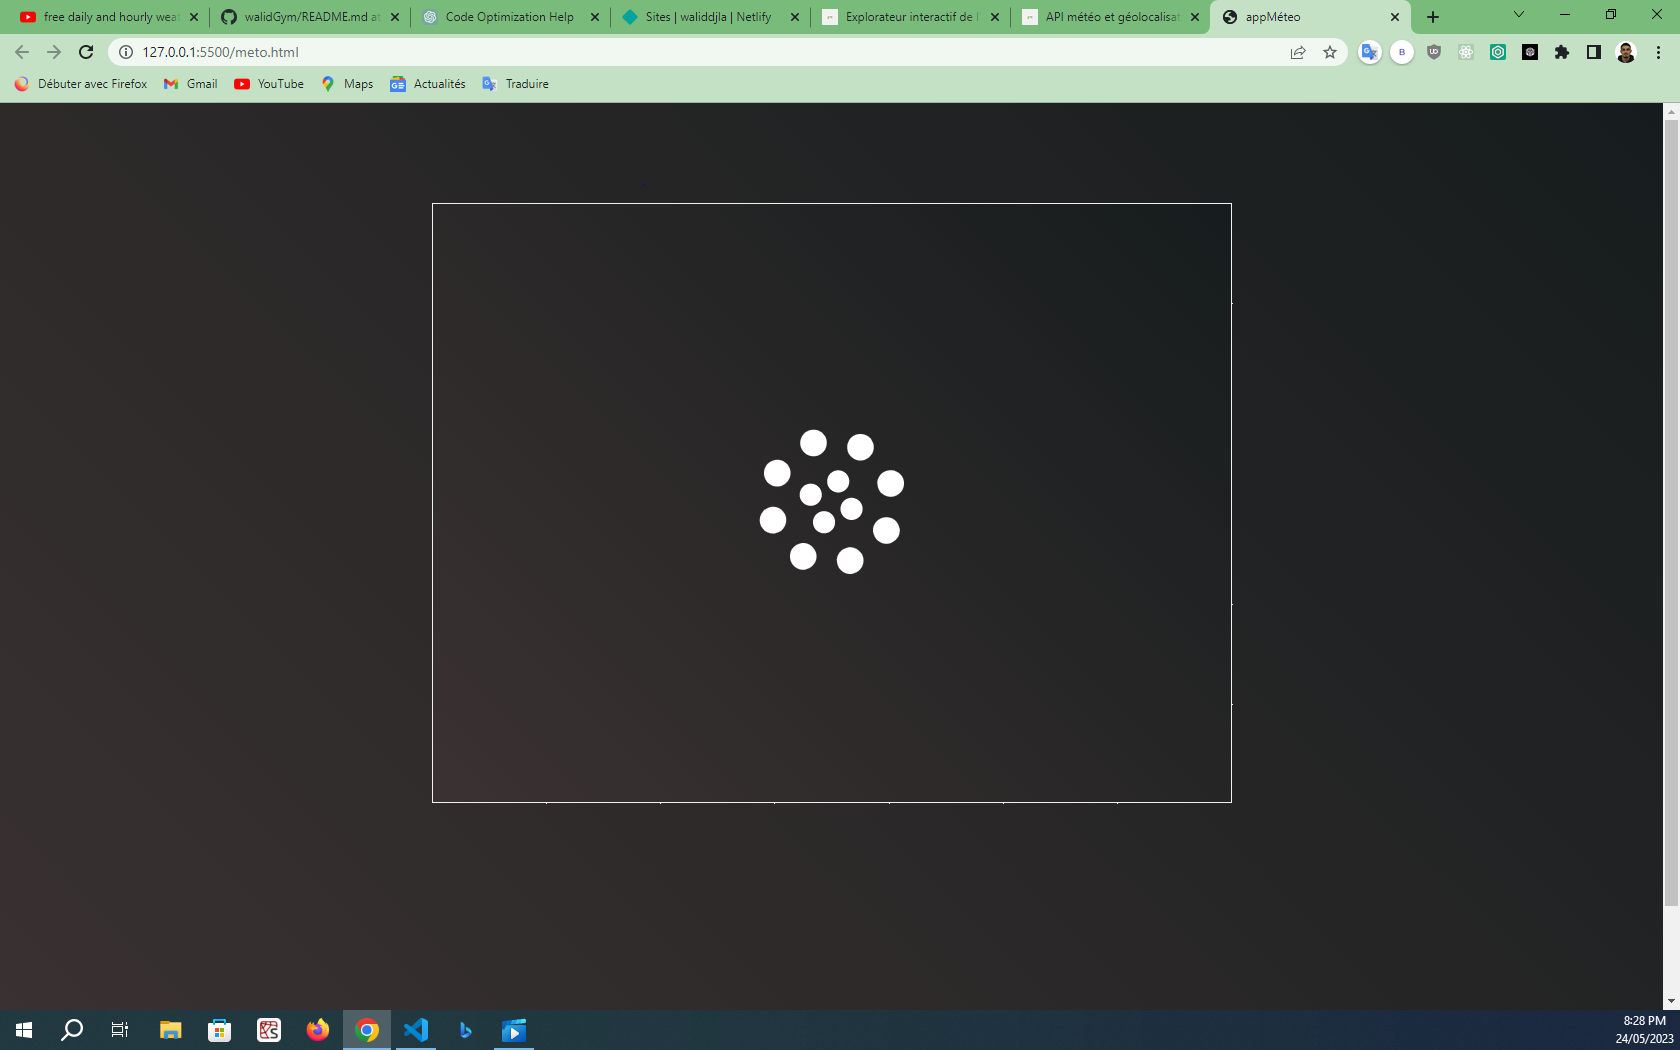 free daily and hourly weat
walidGym/README.md at
Code Optimization Help
Sites | waliddjla | Netlify
Explorateur interactif de l'
API météo et géolocalisat
appMéteo
127.0.0.1:5500/meto.html
Débuter avec Firefox
Gmail
YouTube
Maps
Actualités
Traduire
8:28 PM
24/05/2023